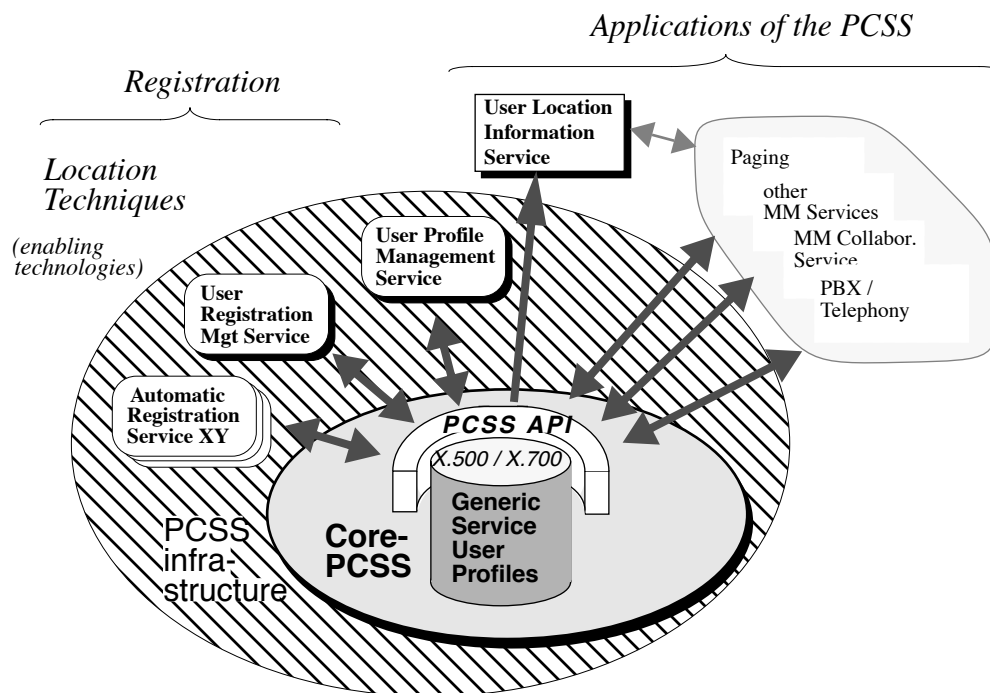 Applications of the PCSS
Registration
Location
Techniques
(enabling
technologies)
User Location
Information
Service
Paging
other
MM Services
MM Collabor.
Service
PBX /
Telephony
User Profile
Management
Service
User
Registration
Mgt Service
Automatic
Registration
Service XY
PCSS API
X.500 / X.700
Generic
Service
User
Profiles
Core-
PCSS
PCSS
infra-
structure